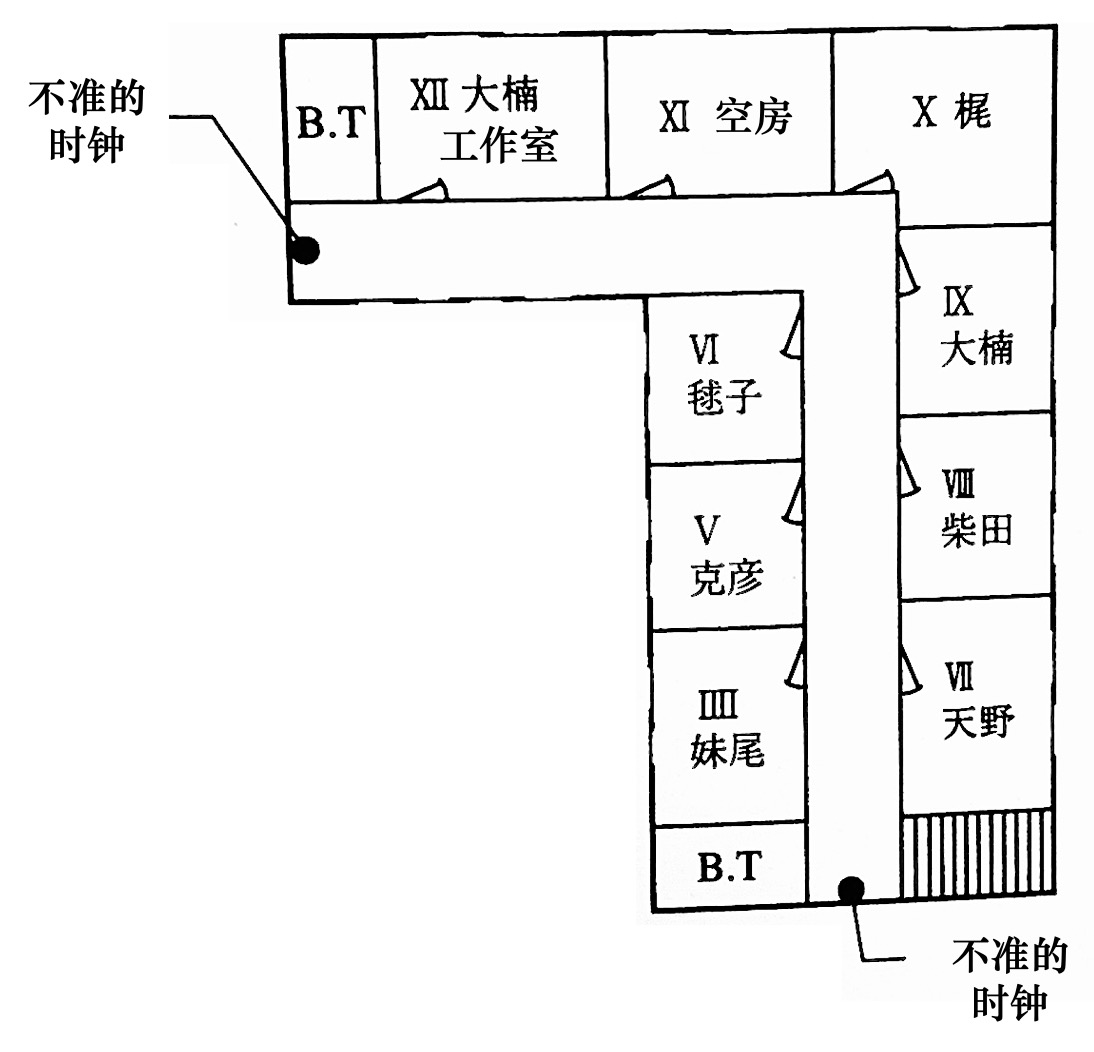 不准的
时钟
B.T
Ⅻ 大楠
工作室
Ⅺ 空房
Ⅹ 梶
Ⅵ
毬子
Ⅸ
大楠
Ⅴ
克彦
Ⅷ
柴田
IIII
妹尾
Ⅶ
天野
B.T
不准的
时钟